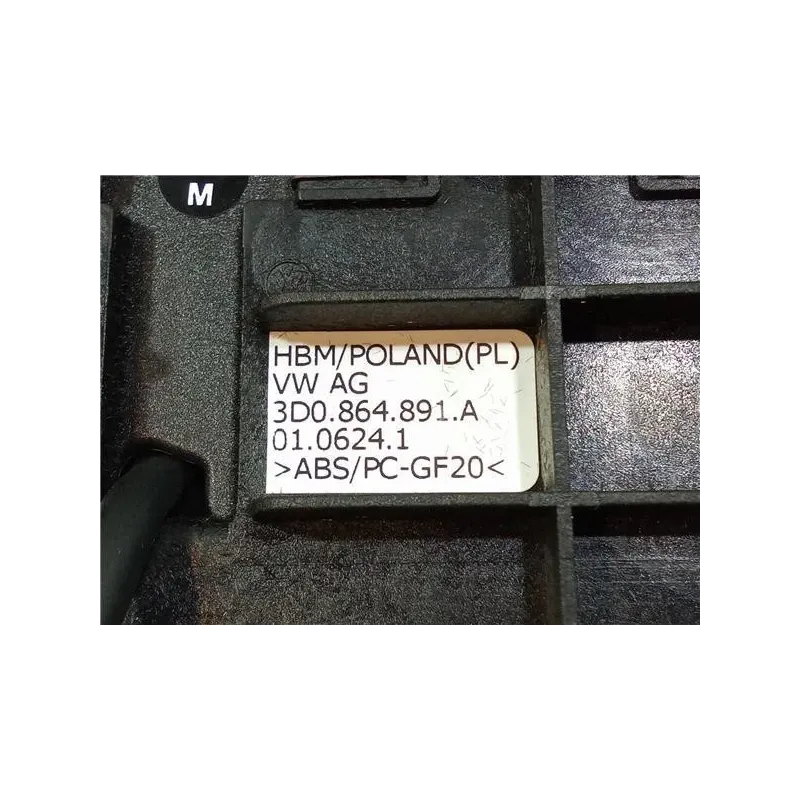 M
HBM/POLAND(PL)
VW AG
3D0.864.891.A
01.0624.1
>ABS/PC-GF20<